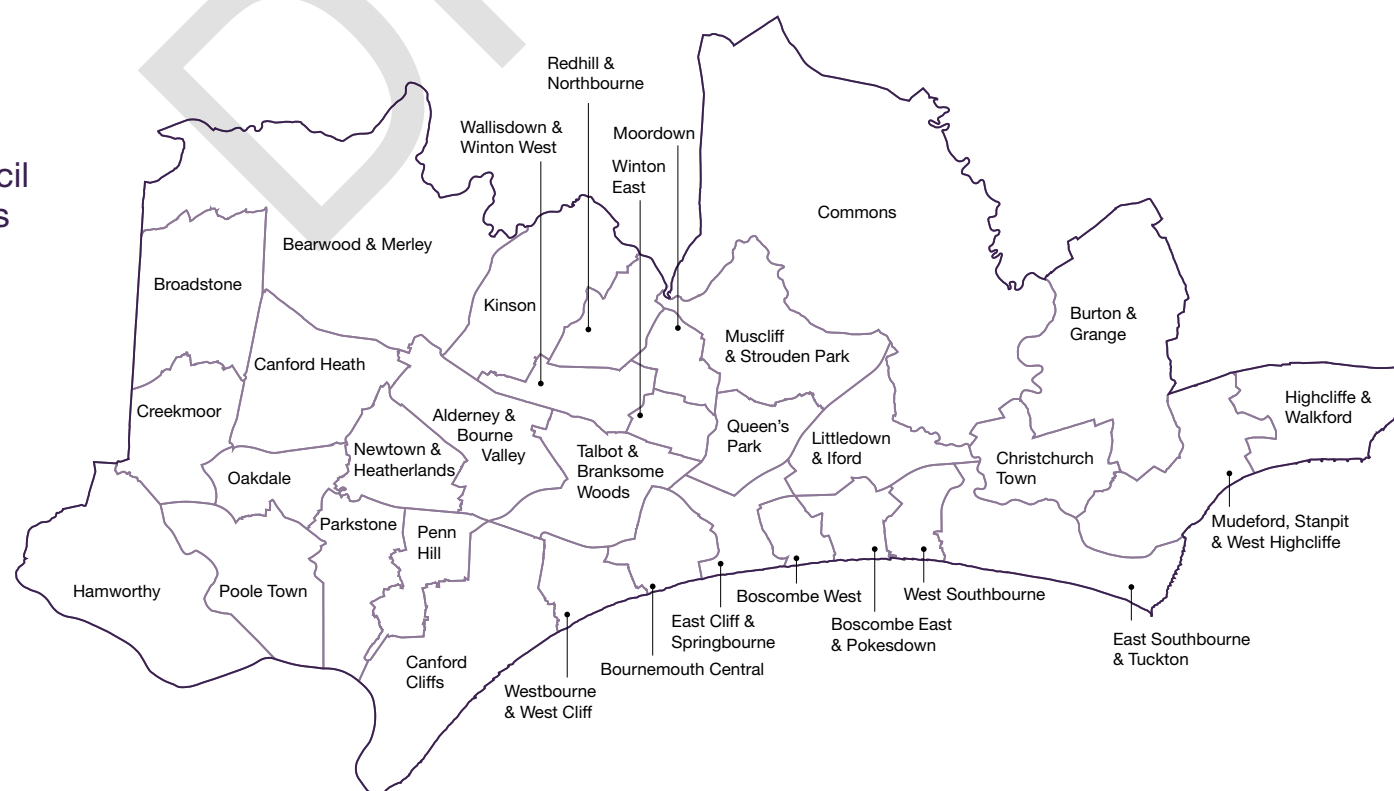 Redhill &
Northbourne
Wallisdown &
Winton West
Moordown
Winton
East
cil
s
Commons
Bearwood & Merley
Broadstone
Kinson
Burton &
Grange
Muscliff
& Strouden Park
Canford Heath
Highcliffe &
Walkford
Creekmoor
Alderney &
Bourne
Valley
Queen's
Park
Littledown
& Iford
Newtown &
Heatherlands
Talbot &
Branksome
Woods
Christchurch
Town
Oakdale
Parkstone
Penn
Hill
Mudeford, Stanpit
& West Highcliffe
Hamworthy
Poole Town
Boscombe West
West Southbourne
East Cliff &
Springbourne
Boscombe East
& Pokesdown
East Southbourne
& Tuckton
Canford
Cliffs
Bournemouth Central
Westbourne
& West Cliff